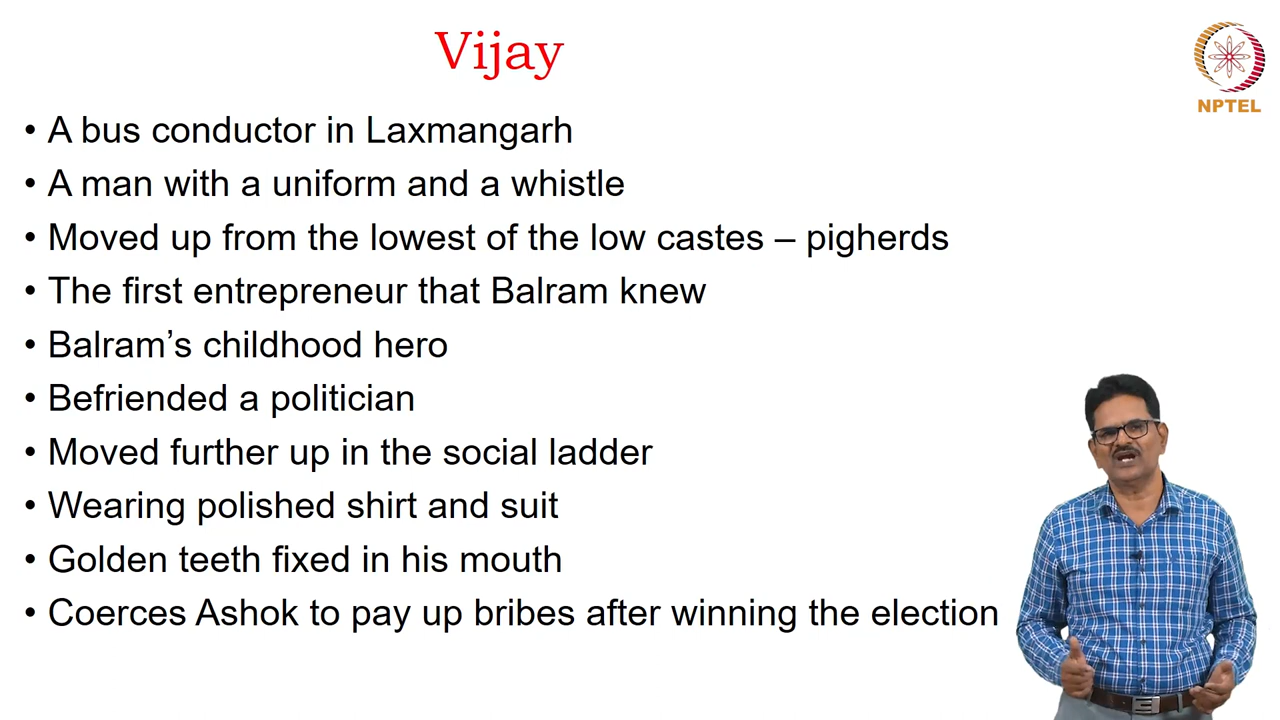 Vijay
NPTEL
• A bus conductor in Laxmangarh
• A man with a uniform and a whistle
• Moved up from the lowest of the low castes – pigherds
• The first entrepreneur that Balram knew
• Balram’s childhood hero
• Befriended a politician
• Moved further up in the social ladder
• Wearing polished shirt and suit
• Golden teeth fixed in his mouth
• Coerces Ashok to pay up bribes after winning the election